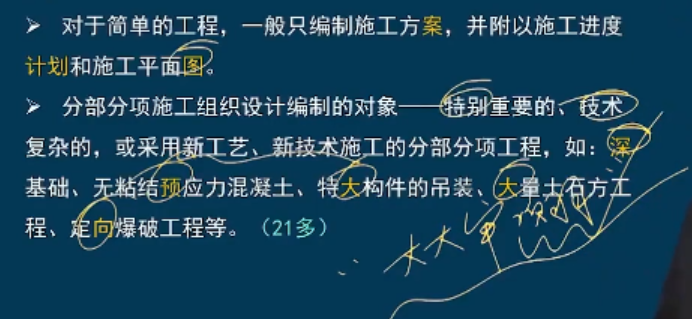 ➢ 对于简单的工程，一般只编制施工方案，并附以施工进度
计划和施工平面图。
➢ 分部分项施工组织设计编制的对象——特别重要的、技术
复杂的，或采用新工艺、新技术施工的分部分项工程，如：深
基础、无粘结预应力混凝土、特大构件的吊装、大量土石方工
程、定向爆破工程等。（21多）
大大